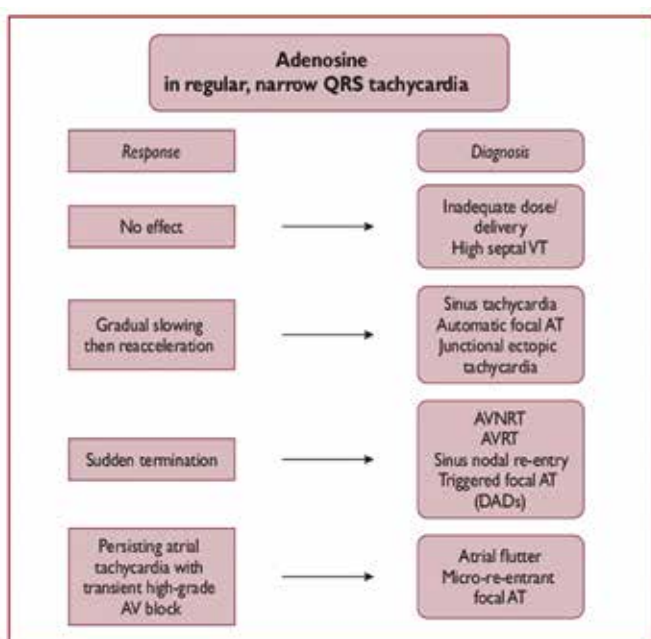 Adenosine
in regular, narrow QRS tachycardia
Response
Diagnosis
No effect
Inadequate dose/
delivery
High septal VT
Gradual slowing
then reacceleration
Sinus tachycardia
Automatic focal AT
Junctional ectopic
tachycardia
Sudden termination
AVNRT
AVRT
Sinus nodal re-entry
Triggered focal AT
(DADs)
Persisting atrial
tachycardia with
transient high-grade
AV block
Atrial flutter
Micro-re-entrant
focal AT